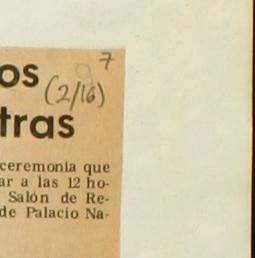 7
os
(2/16)
tras
ceremonia que
ar a las 12 ho-
Salón de Re-
de Palacio Na-